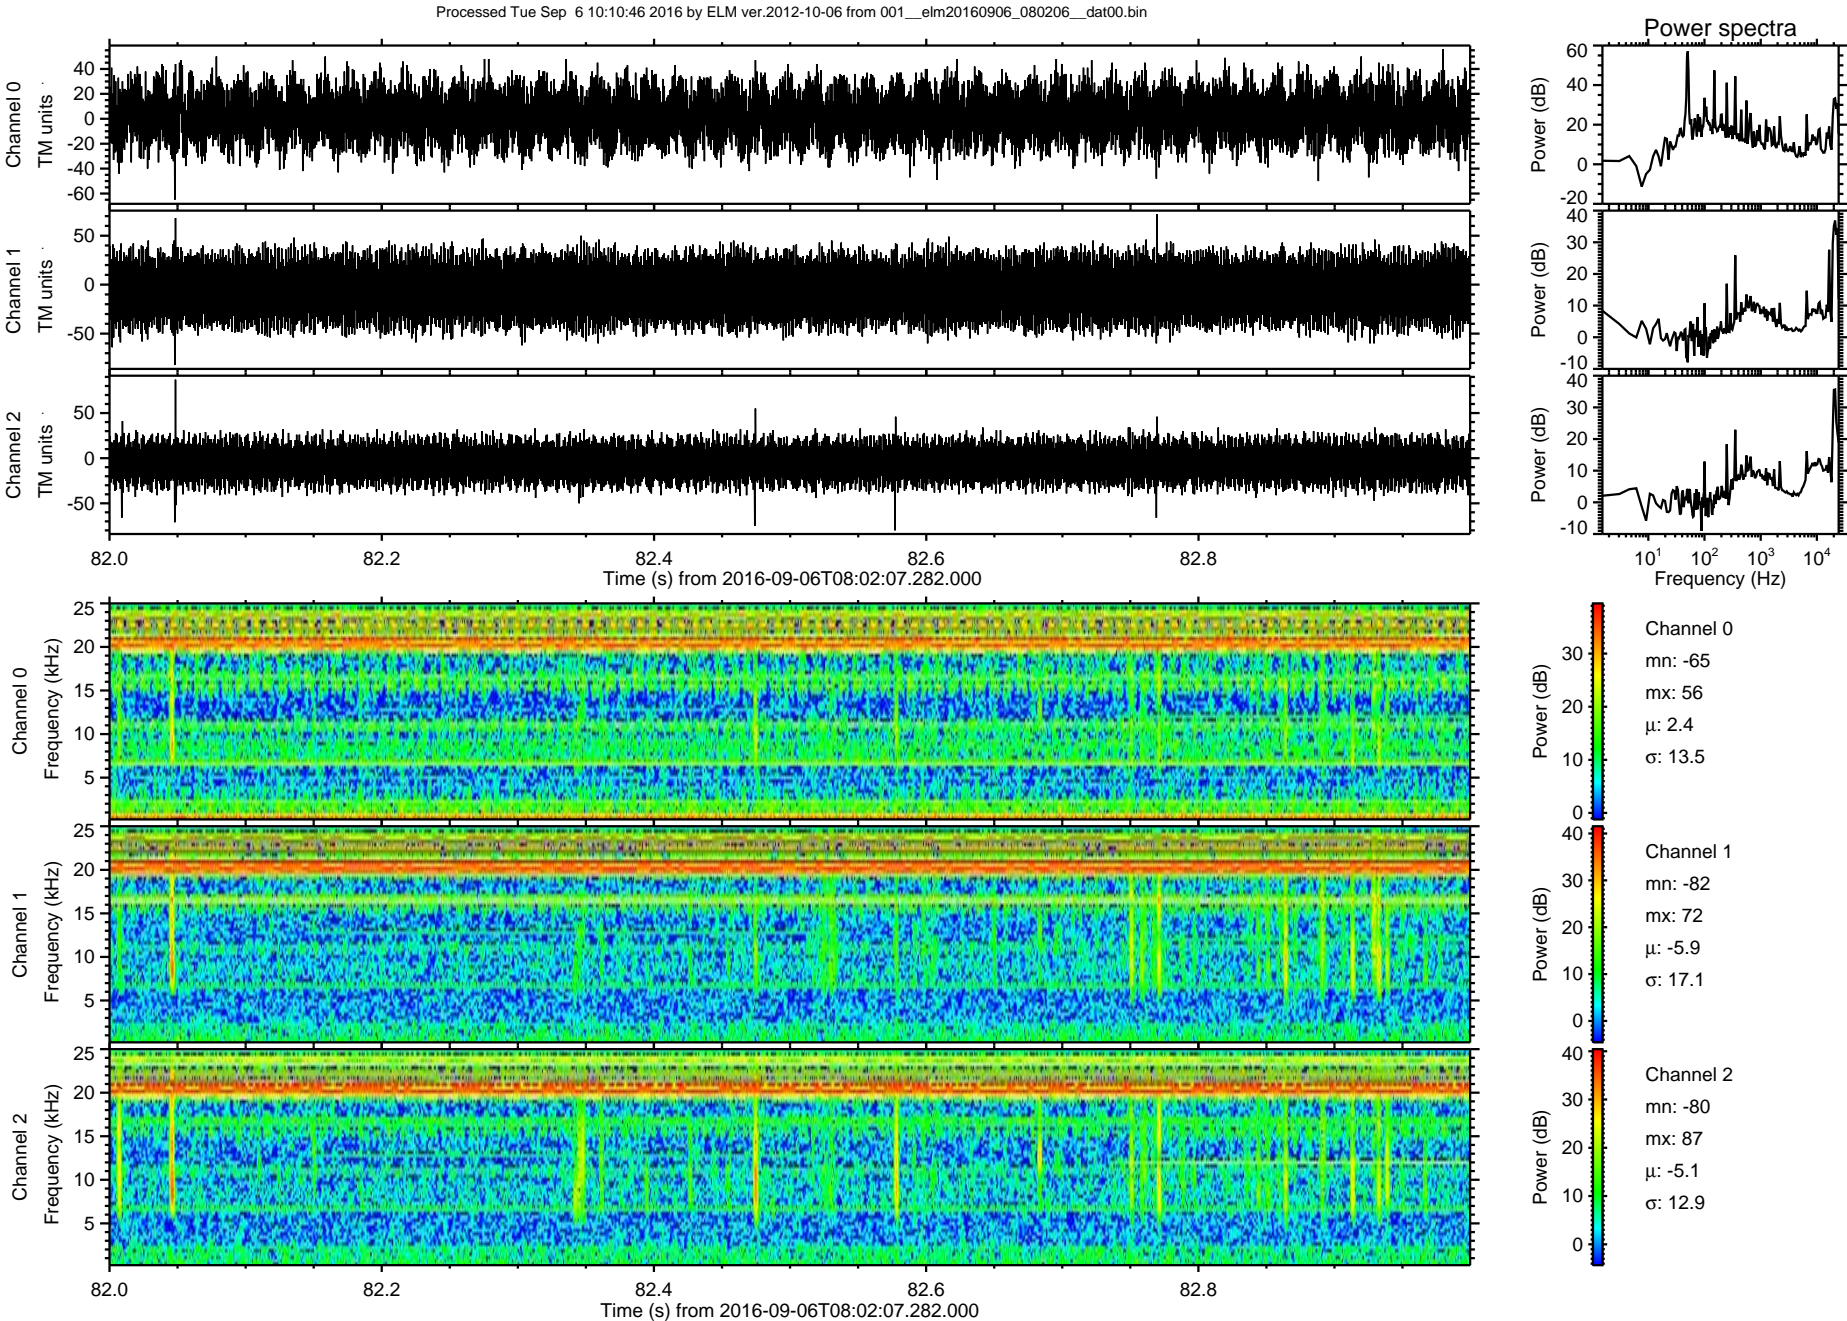 Processed Tue Sep 6 10:10:46 2016 by ELM ver.2012-10-06 from 001__elm20160906_080206__dat00.bin
Power spectra
Channel 0
TM units
40
20
0
-20
-40
-60
Power (dB)
60
40
20
0
-20
Channel 1
TM units
50
0
-50
Power (dB)
40
30
20
10
0
-10
Channel 2
TM units
50
0
-50
Power (dB)
40
30
20
10
0
-10
82.0 82.2 82.4 82.6 82.8
Time (s) from 2016-09-06T08:02:07.282.000
10¹ 10² 10³ 10⁴
Frequency (Hz)
Channel 0
Frequency (kHz)
25
20
15
10
5
Power (dB)
30
20
10
0
Channel 0
mn: -65
mx: 56
μ: 2.4
σ: 13.5
Channel 1
Frequency (kHz)
25
20
15
10
5
Power (dB)
40
30
20
10
0
Channel 1
mn: -82
mx: 72
μ: -5.9
σ: 17.1
Channel 2
Frequency (kHz)
25
20
15
10
5
Power (dB)
40
30
20
10
0
Channel 2
mn: -80
mx: 87
μ: -5.1
σ: 12.9
82.0 82.2 82.4 82.6 82.8
Time (s) from 2016-09-06T08:02:07.282.000